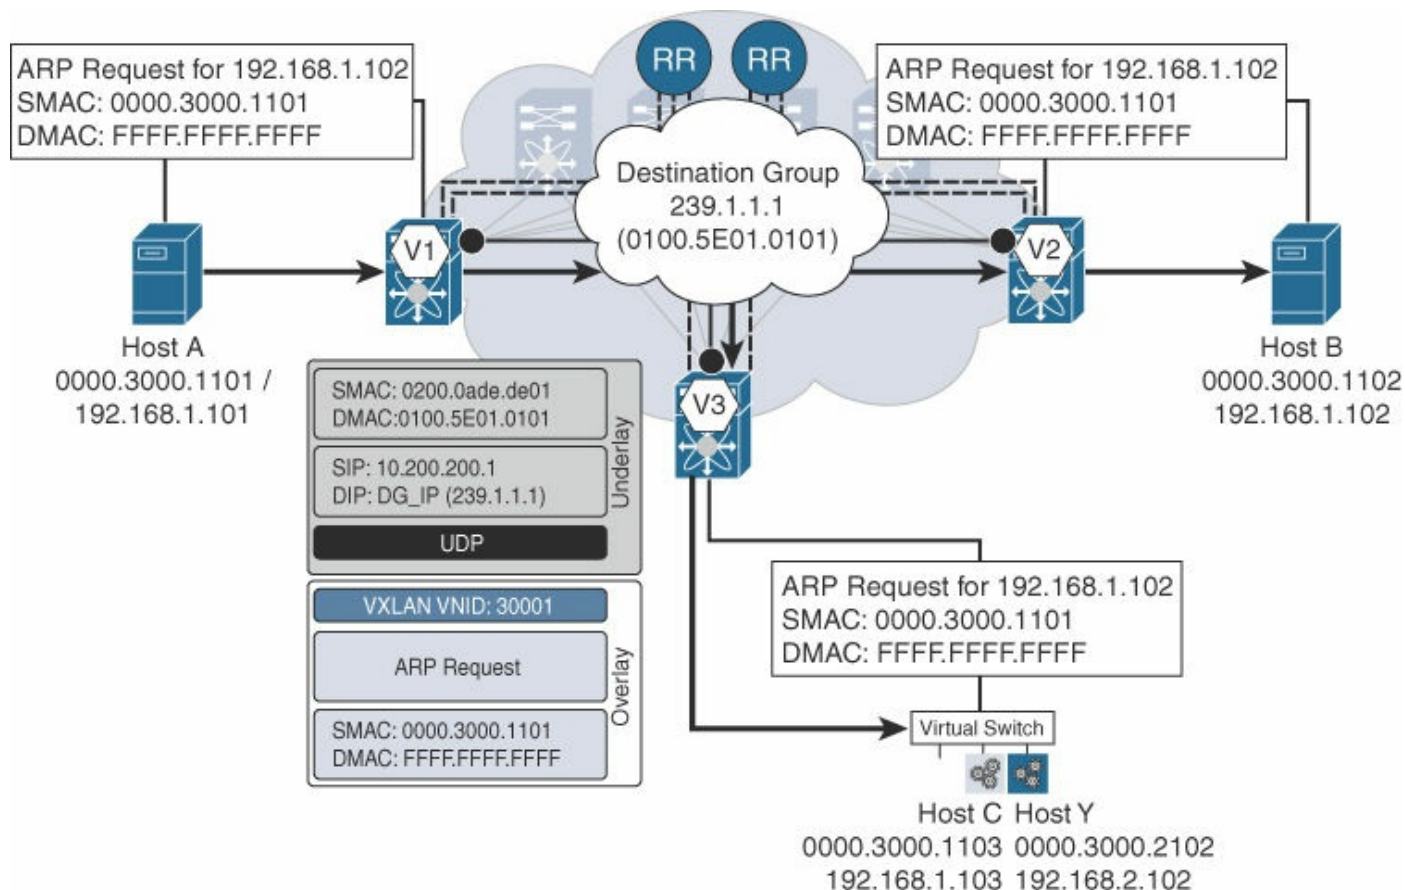 RR
RR
ARP Request for 192.168.1.102
SMAC: 0000.3000.1101
DMAC: FFFF.FFFF.FFFF
ARP Request for 192.168.1.102
SMAC: 0000.3000.1101
DMAC: FFFF.FFFF.FFFF
Destination Group
239.1.1.1
(0100.5E01.0101)
V1
V2
Host A
0000.3000.1101 /
192.168.1.101
Host B
0000.3000.1102
192.168.1.102
V3
SMAC: 0200.0ade.de01
DMAC:0100.5E01.0101
SIP: 10.200.200.1
DIP: DG_IP (239.1.1.1)
UDP
Underlay
VXLAN VNID: 30001
ARP Request
SMAC: 0000.3000.1101
DMAC: FFFF.FFFF.FFFF
Overlay
ARP Request for 192.168.1.102
SMAC: 0000.3000.1101
DMAC: FFFF.FFFF.FFFF
Virtual Switch
Host C
0000.3000.1103
192.168.1.103
Host Y
0000.3000.2102
192.168.2.102